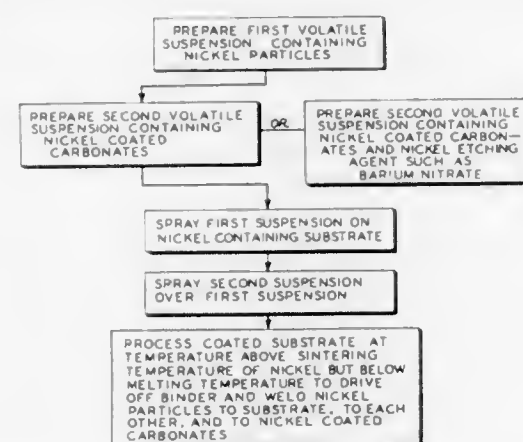 PREPARE FIRST VOLATILE
SUSPENSION CONTAINING
NICKEL PARTICLES
PREPARE SECOND VOLATILE
SUSPENSION CONTAINING
NICKEL COATED
CARBONATES
OR
PREPARE SECOND VOLATILE
SUSPENSION CONTAINING
NICKEL COATED CARBON—
ATES AND NICKEL ETCHING
AGENT SUCH AS
BARIUM NITRATE
SPRAY FIRST SUSPENSION ON
NICKEL CONTAINING SUBSTRATE
SPRAY SECOND SUSPENSION
OVER FIRST SUSPENSION
PROCESS COATED SUBSTRATE AT
TEMPERATURE ABOVE SINTERING
TEMPERATURE OF NICKEL BUT BELOW
MELTING TEMPERATURE TO DRIVE
OFF BINDER AND WELD NICKEL
PARTICLES TO SUBSTRATE, TO EACH
OTHER, AND TO NICKEL COATED
CARBONATES